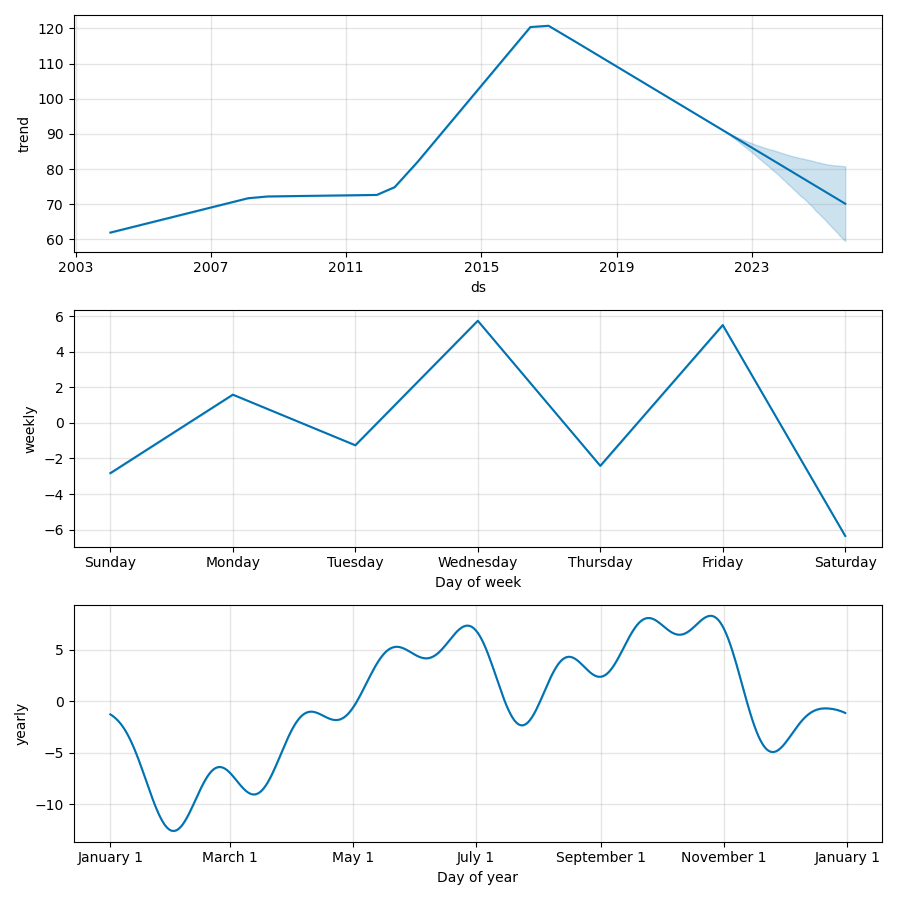 trend
120
110
100
90
80
70
60
2003 2007 2011 2015 2019 2023
ds
weekly
6
4
2
0
−2
−4
−6
Sunday Monday Tuesday Wednesday Thursday Friday Saturday
Day of week
yearly
5
0
−5
−10
January 1 March 1 May 1 July 1 September 1 November 1 January 1
Day of year